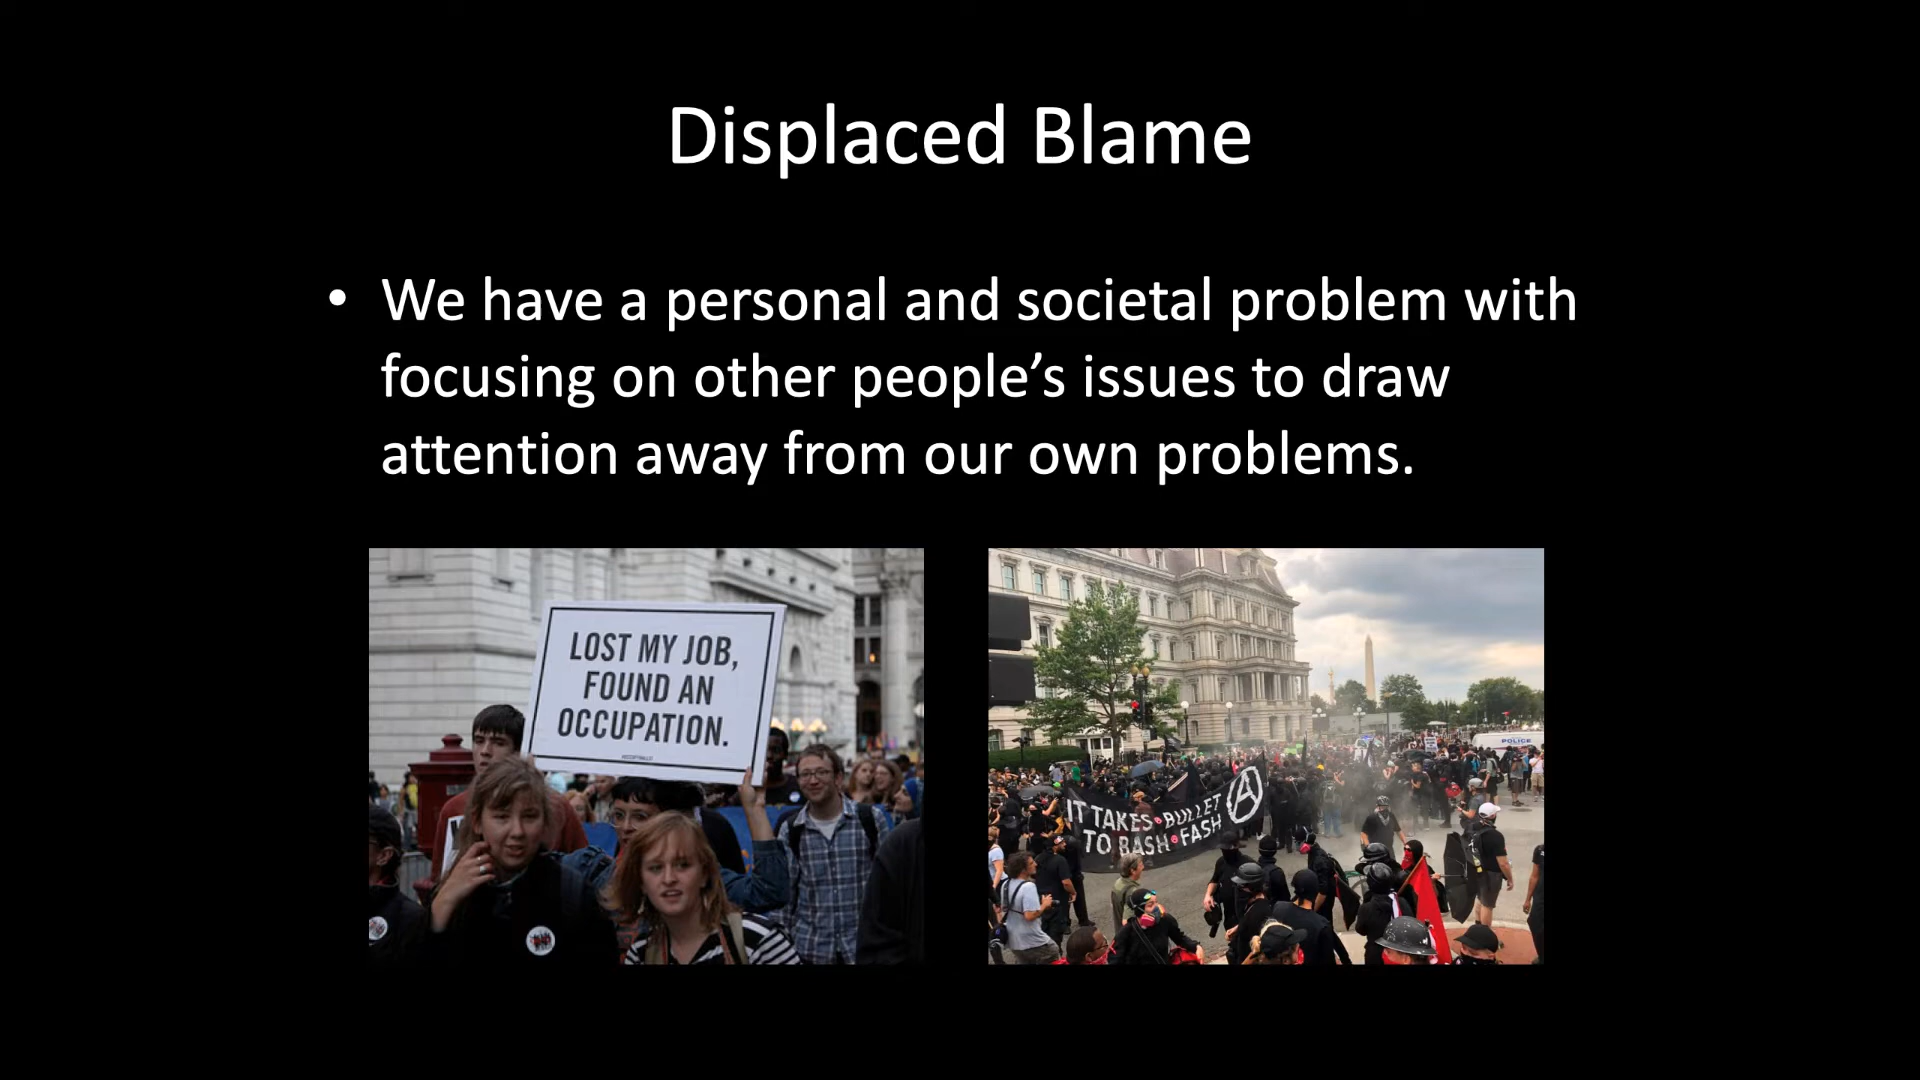 Displaced Blame
• We have a personal and societal problem with
focusing on other people’s issues to draw
attention away from our own problems.
LOST MY JOB,
FOUND AN
OCCUPATION.
IT TAKES•BULLET
TO BASH•FASH
POLICE